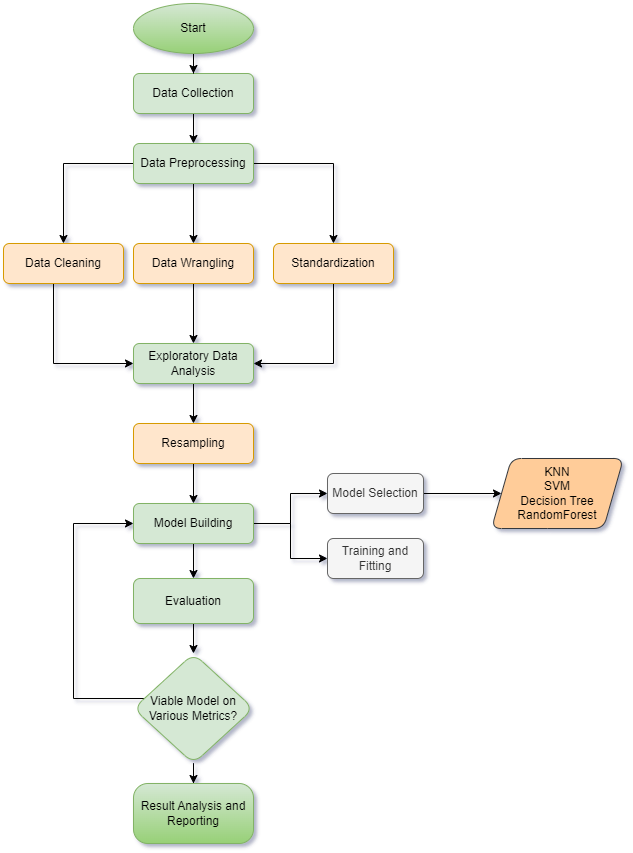 Start
Data Collection
Data Preprocessing
Data Cleaning
Data Wrangling
Standardization
Exploratory Data
Analysis
Resampling
Model Building
Model Selection
KNN
SVM
Decision Tree
RandomForest
Training and
Fitting
Evaluation
Viable Model on
Various Metrics?
Result Analysis and
Reporting